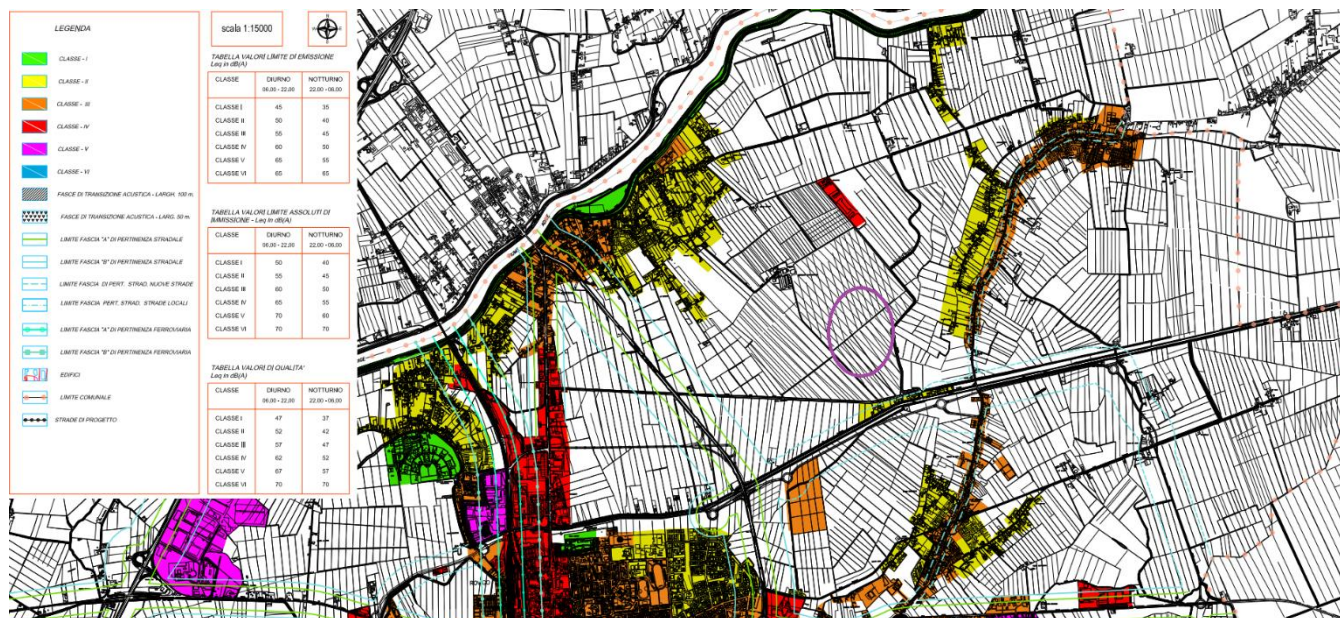 LEGENDA
CLASSE - I
CLASSE - II
CLASSE - III
CLASSE - IV
CLASSE - V
CLASSE - VI
FASCE DI TRANSIZIONE ACUSTICA - LARGH. 100 m.
FASCE DI TRANSIZIONE ACUSTICA - LARG. 50 m.
LIMITE FASCIA "A" DI PERTINENZA STRADALE
LIMITE FASCIA "B" DI PERTINENZA STRADALE
LIMITE FASCIA DI PERT. STRAD. NUOVE STRADE
LIMITE FASCIA PERT. STRAD. STRADE LOCALI
LIMITE FASCIA "A" DI PERTINENZA FERROVIARIA
LIMITE FASCIA "B" DI PERTINENZA FERROVIARIA
EDIFICI
LIMITE COMUNALE
STRADE DI PROGETTO
scala 1:15000
TABELLA VALORI LIMITE DI EMISSIONE
Leq in dB(A)
CLASSE DIURNO NOTTURNO
06,00 - 22,00 22,00 - 06,00
CLASSE I 45 35
CLASSE II 50 40
CLASSE III 55 45
CLASSE IV 60 50
CLASSE V 65 55
CLASSE VI 65 65
TABELLA VALORI LIMITE ASSOLUTI DI
IMMISSIONE - Leq in dB(A)
CLASSE DIURNO NOTTURNO
06,00 - 22,00 22,00 - 06,00
CLASSE I 50 40
CLASSE II 55 45
CLASSE III 60 50
CLASSE IV 65 55
CLASSE V 70 60
CLASSE VI 70 70
TABELLA VALORI DI QUALITA'
Leq in dB(A)
CLASSE DIURNO NOTTURNO
06,00 - 22,00 22,00 - 06,00
CLASSE I 47 37
CLASSE II 52 42
CLASSE III 57 47
CLASSE IV 62 52
CLASSE V 67 57
CLASSE VI 70 70